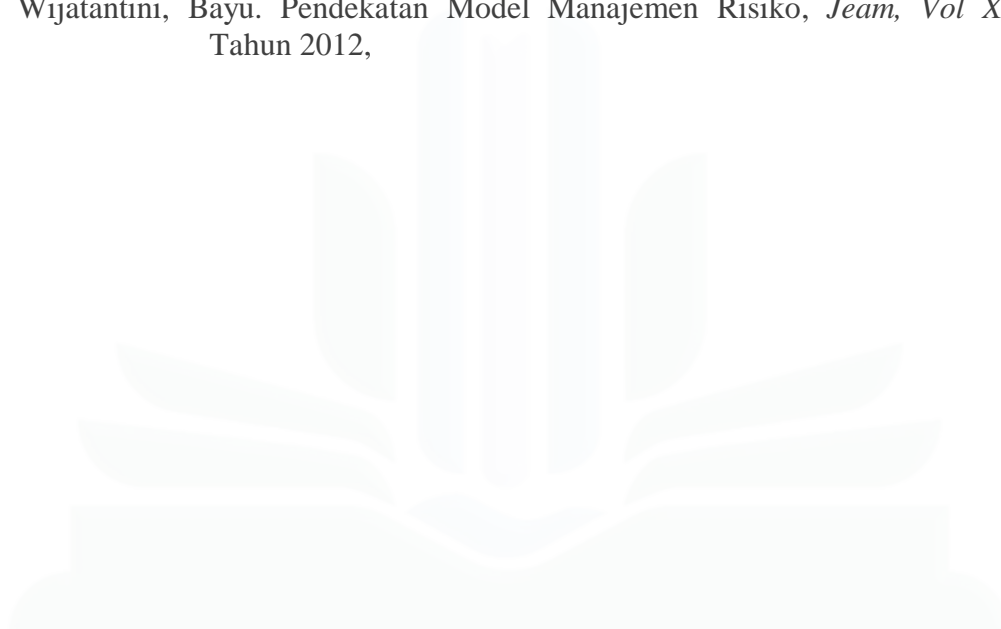 Wijatantini, Bayu. Pendekatan Model Manajemen Risiko, Jeam, Vol X
Tahun 2012,